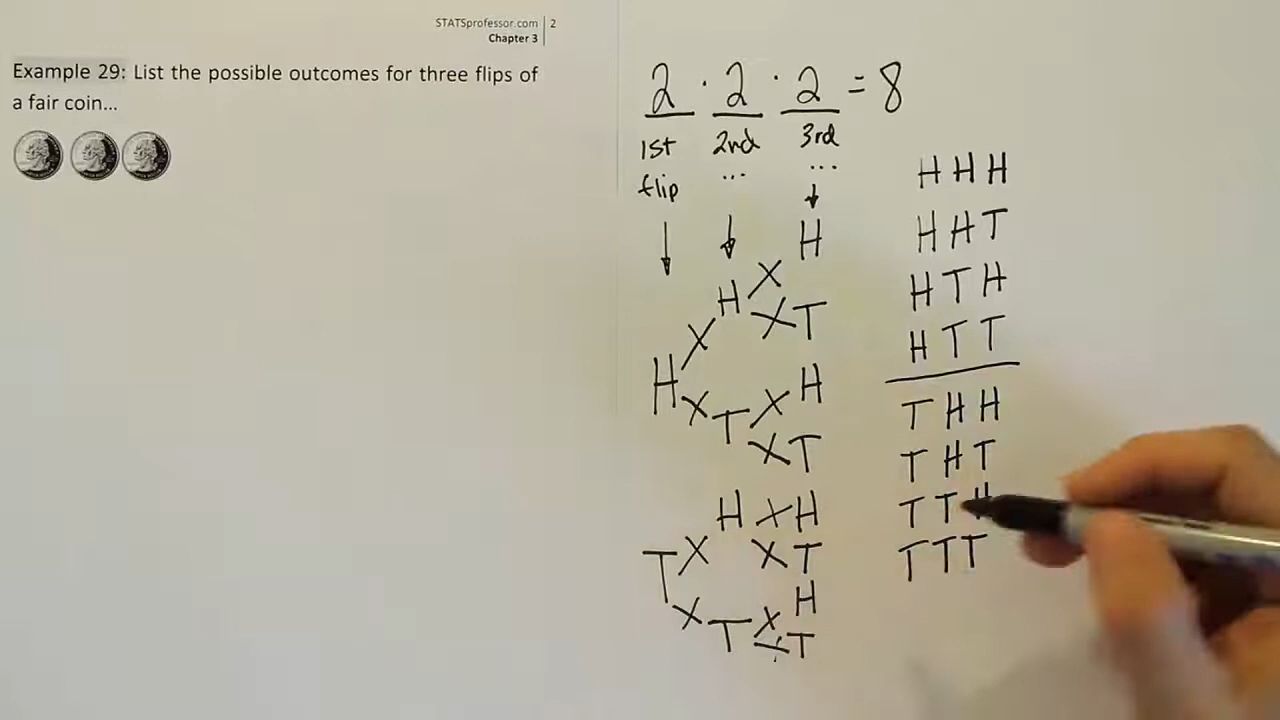 STATSprofessor.com | 2
Chapter 3
Example 29: List the possible outcomes for three flips of
a fair coin...
2 · 2 · 2 = 8
1st 2nd 3rd
flip ... ...
H H H
H H T
H T H
H T T
T H H
T H T
T T H
T T T
H
H X
X X T
H
X T X H
X T
H X H
T X X T
H
X T X T